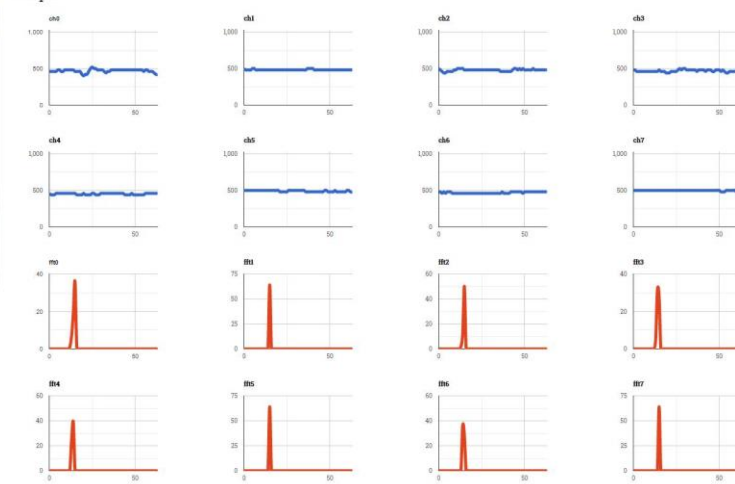 ch0 ch1 ch2 ch3
1,000 1,000 1,000 1,000
500 500 500 500
0 0 0 0
0 50 0 50 0 50 0 50
ch4 ch5 ch6 ch7
1,000 1,000 1,000 1,000
500 500 500 500
0 0 0 0
0 50 0 50 0 50 0 50
fft0 fft1 fft2 fft3
40 75 60 40
50 40
20 25 20 20
0 0 0 0
0 50 0 50 0 50 0 50
fft4 fft5 fft6 fft7
60 75 60 75
40 50 40 50
20 25 20 25
0 0 0 0
0 50 0 50 0 50 0 50